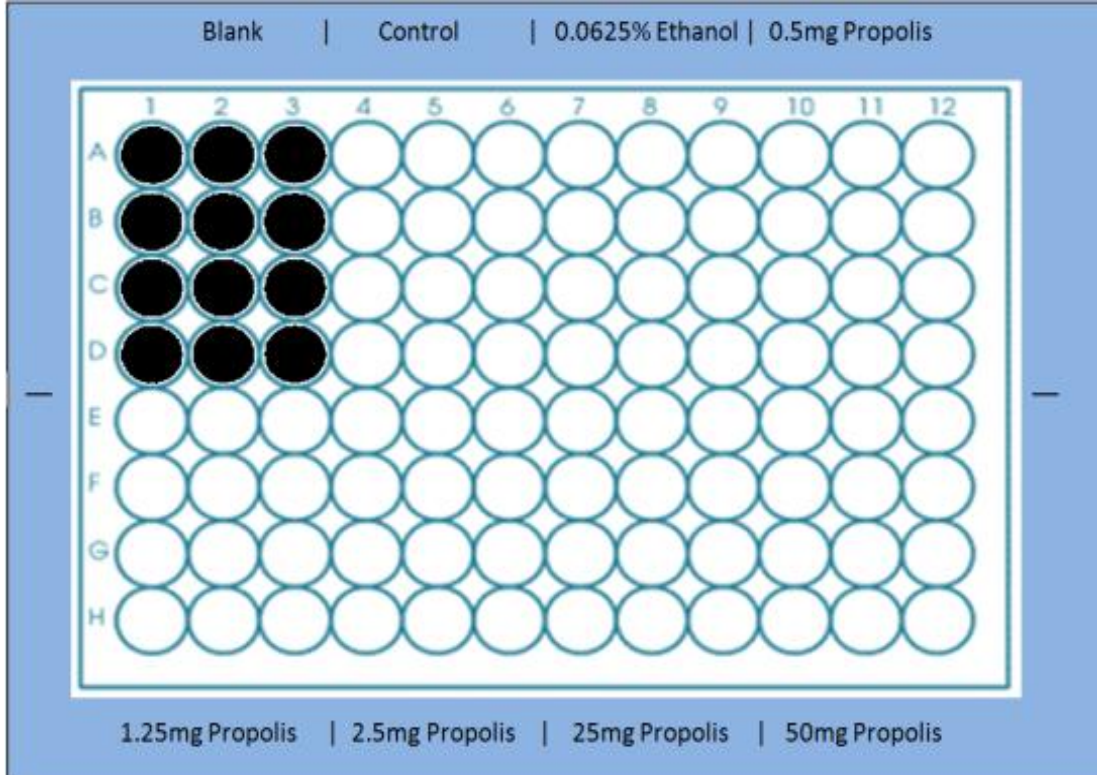 Blank | Control | 0.0625% Ethanol | 0.5mg Propolis
1 2 3 4 5 6 7 8 9 10 11 12
A
B
C
D
E
F
G
H
1.25mg Propolis | 2.5mg Propolis | 25mg Propolis | 50mg Propolis